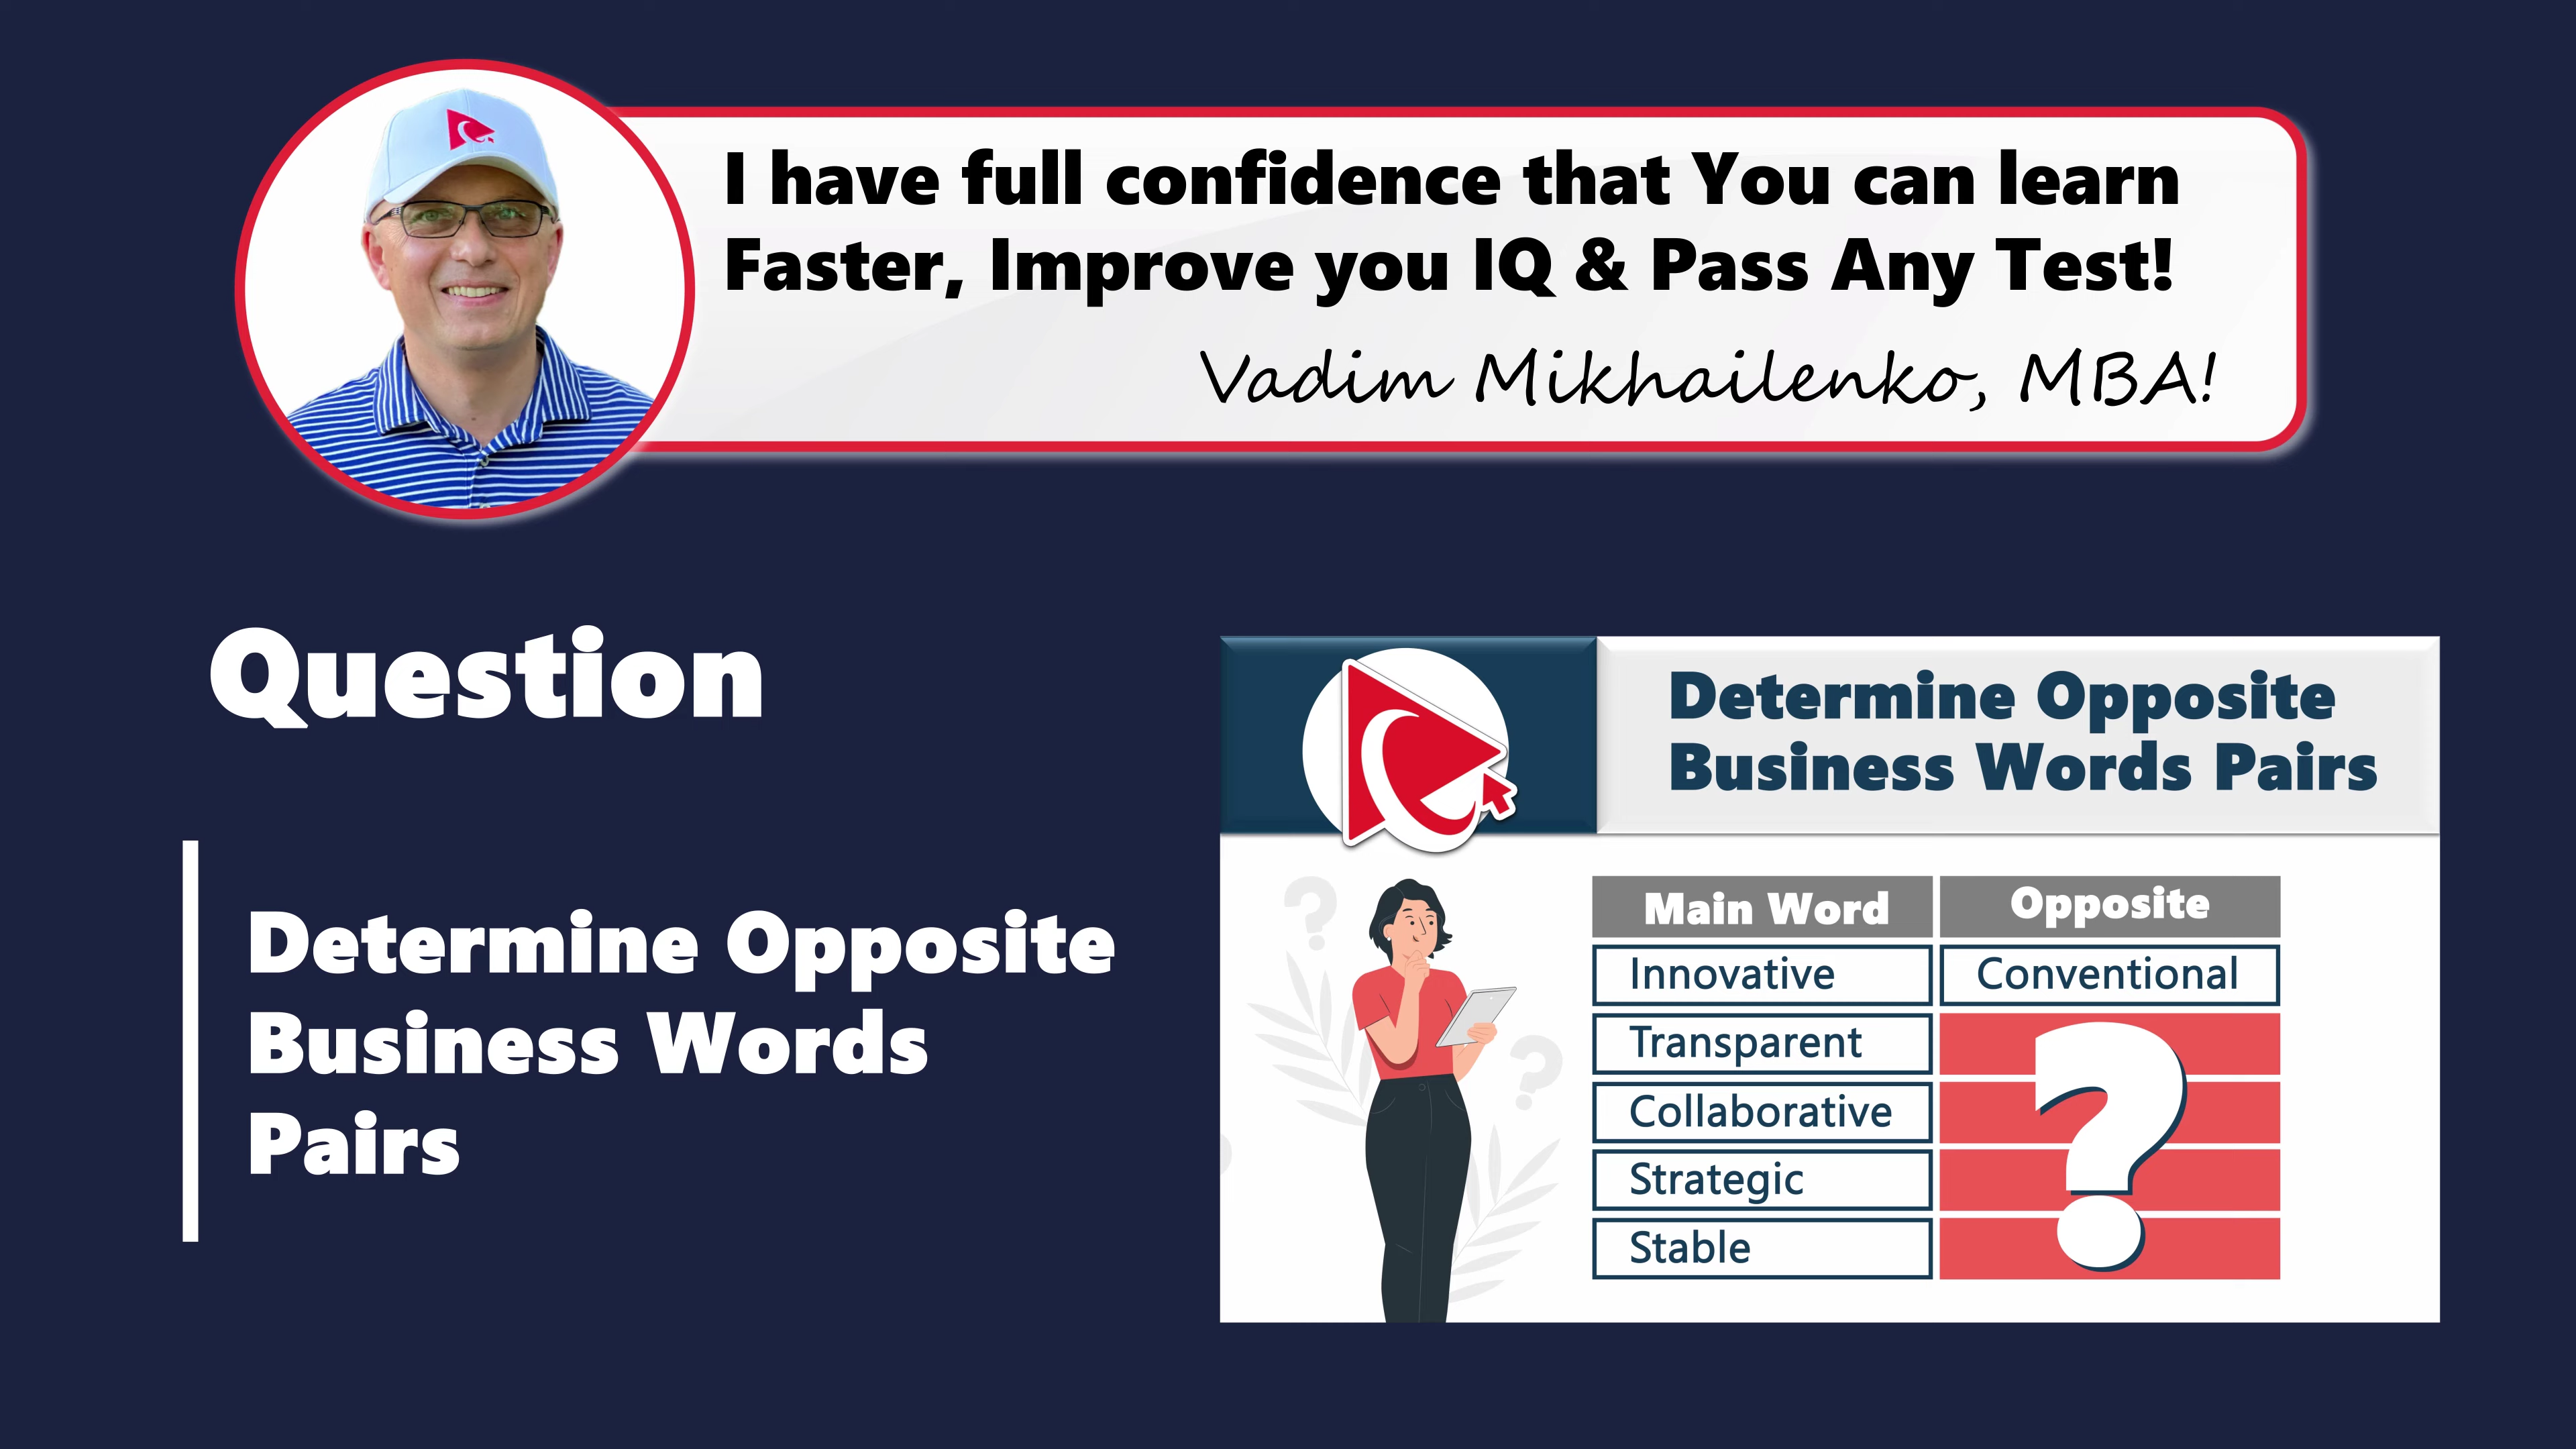 I have full confidence that You can learn
Faster, Improve you IQ & Pass Any Test!
Vadim Mikhailenko, MBA!
Question
Determine Opposite
Business Words
Pairs
Determine Opposite
Business Words Pairs
Main Word Opposite
Innovative Conventional
Transparent
Collaborative
Strategic
Stable
?